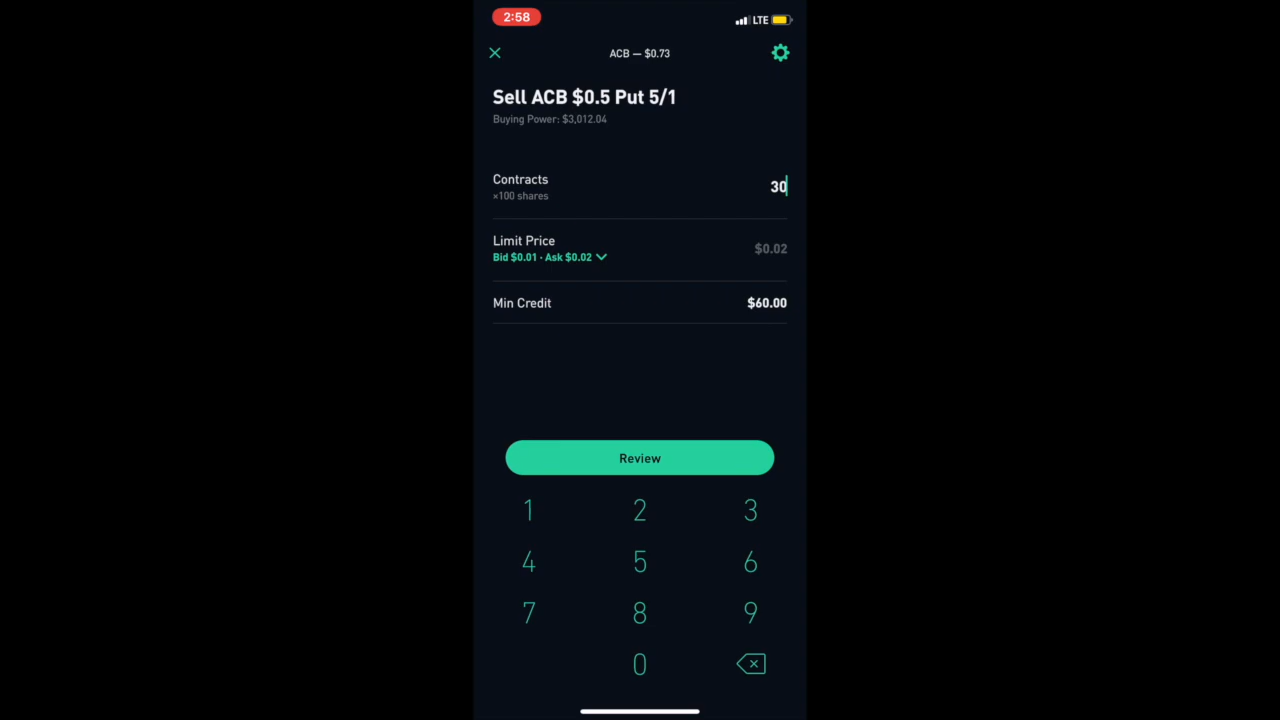 2:58
LTE
ACB — $0.73
Sell ACB $0.5 Put 5/1
Buying Power: $3,012.04
Contracts
30
×100 shares
Limit Price
$0.02
Bid $0.01 · Ask $0.02
Min Credit
$60.00
Review
1 2 3
4 5 6
7 8 9
0